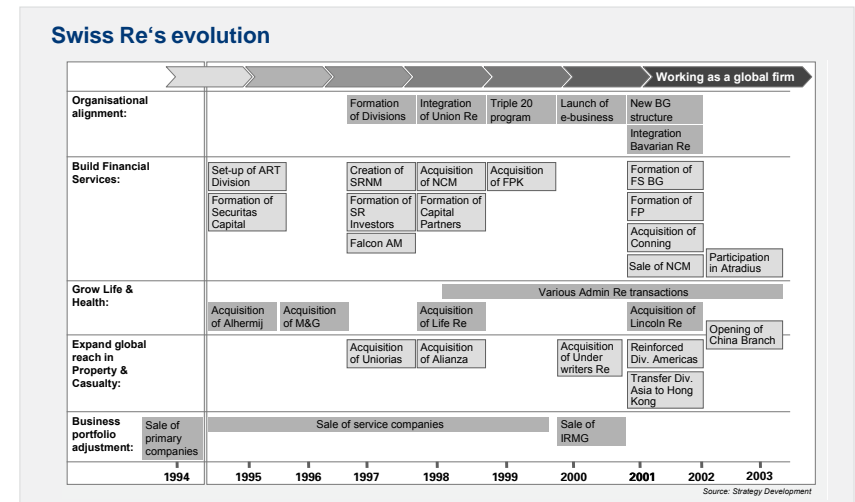 Swiss Re‘s evolution
Working as a global firm
Organisational
alignment:
Formation
of Divisions
Integration
of Union Re
Triple 20
program
Launch of
e-business
New BG
structure
Integration
Bavarian Re
Build Financial
Services:
Set-up of ART
Division
Formation of
Securitas
Capital
Creation of
SRNM
Formation of
SR
Investors
Falcon AM
Acquisition
of NCM
Formation of
Capital
Partners
Acquisition
of FPK
Formation of
FS BG
Formation of
FP
Acquisition of
Conning
Sale of NCM
Participation
in Atradius
Grow Life &
Health:
Various Admin Re transactions
Acquisition
of Alhermij
Acquisition
of M&G
Acquisition
of Life Re
Acquisition of
Lincoln Re
Opening of
China Branch
Expand global
reach in
Property &
Casualty:
Acquisition
of Uniorias
Acquisition
of Alianza
Acquisition
of Under
writers Re
Reinforced
Div. Americas
Transfer Div.
Asia to Hong
Kong
Business
portfolio
adjustment:
Sale of
primary
companies
Sale of service companies
Sale of
IRMG
1994 1995 1996 1997 1998 1999 2000 2001 2002 2003
Source: Strategy Development